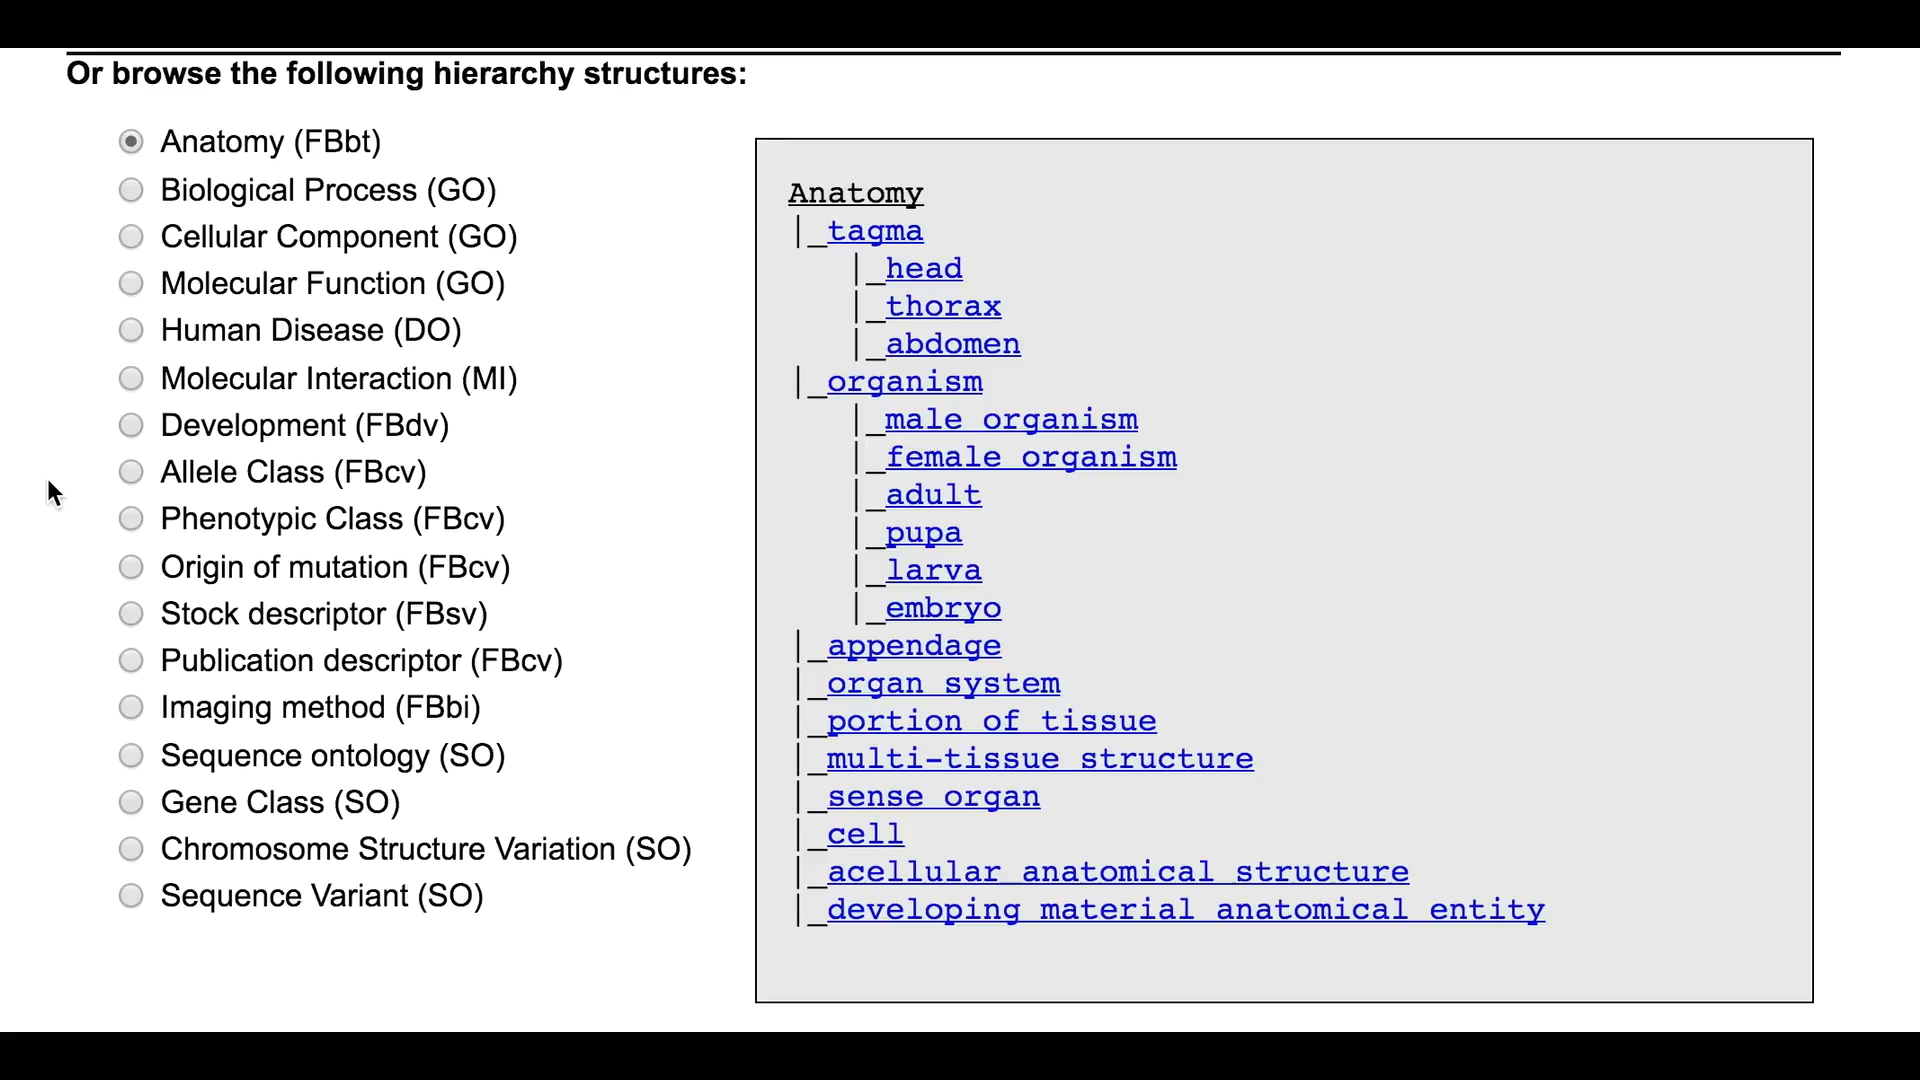 Or browse the following hierarchy structures:
Anatomy (FBbt)
Biological Process (GO)
Cellular Component (GO)
Molecular Function (GO)
Human Disease (DO)
Molecular Interaction (MI)
Development (FBdv)
Allele Class (FBcv)
Phenotypic Class (FBcv)
Origin of mutation (FBcv)
Stock descriptor (FBsv)
Publication descriptor (FBcv)
Imaging method (FBbi)
Sequence ontology (SO)
Gene Class (SO)
Chromosome Structure Variation (SO)
Sequence Variant (SO)
Anatomy
|_tagma
|_head
|_thorax
|_abdomen
|_organism
|_male organism
|_female organism
|_adult
|_pupa
|_larva
|_embryo
|_appendage
|_organ system
|_portion of tissue
|_multi-tissue structure
|_sense organ
|_cell
|_acellular anatomical structure
|_developing material anatomical entity